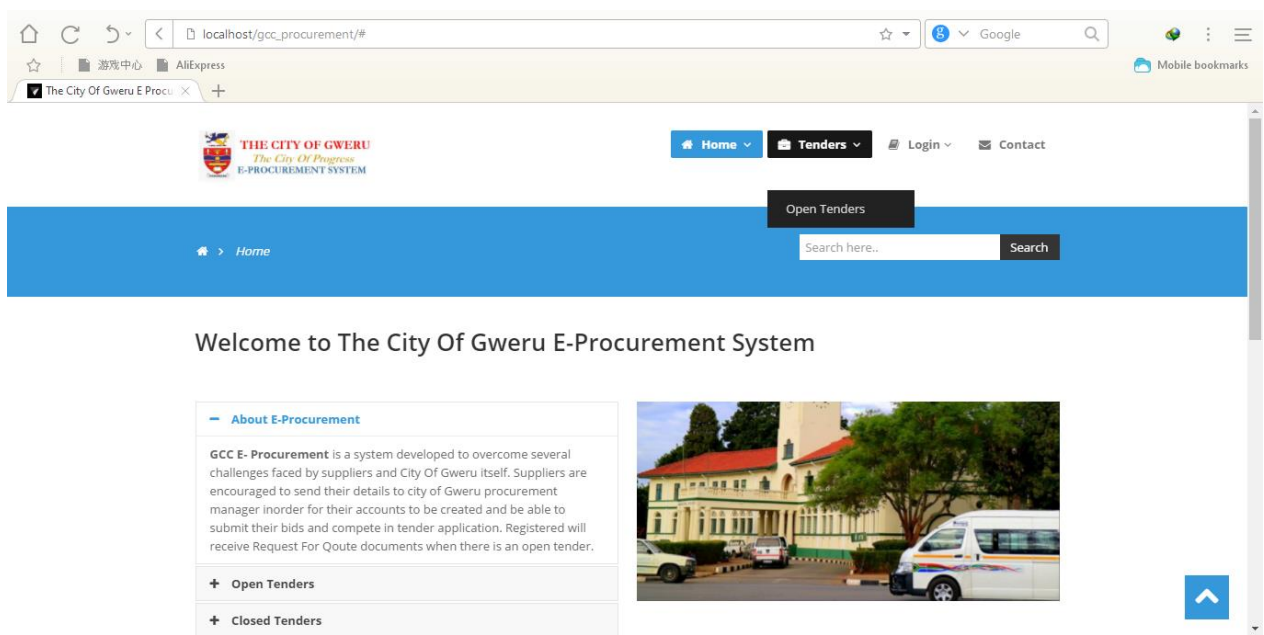 localhost/gcc_procurement/#
Google
游戏中心
AliExpress
Mobile bookmarks
The City Of Gweru E Procu
THE CITY OF GWERU
The City Of Progress
E-PROCUREMENT SYSTEM
Home
Tenders
Login
Contact
Open Tenders
Home
Search here..
Search
Welcome to The City Of Gweru E-Procurement System
About E-Procurement
GCC E- Procurement is a system developed to overcome several
challenges faced by suppliers and City Of Gweru itself. Suppliers are
encouraged to send their details to city of Gweru procurement
manager inorder for their accounts to be created and be able to
submit their bids and compete in tender application. Registered will
receive Request For Qoute documents when there is an open tender.
Open Tenders
Closed Tenders